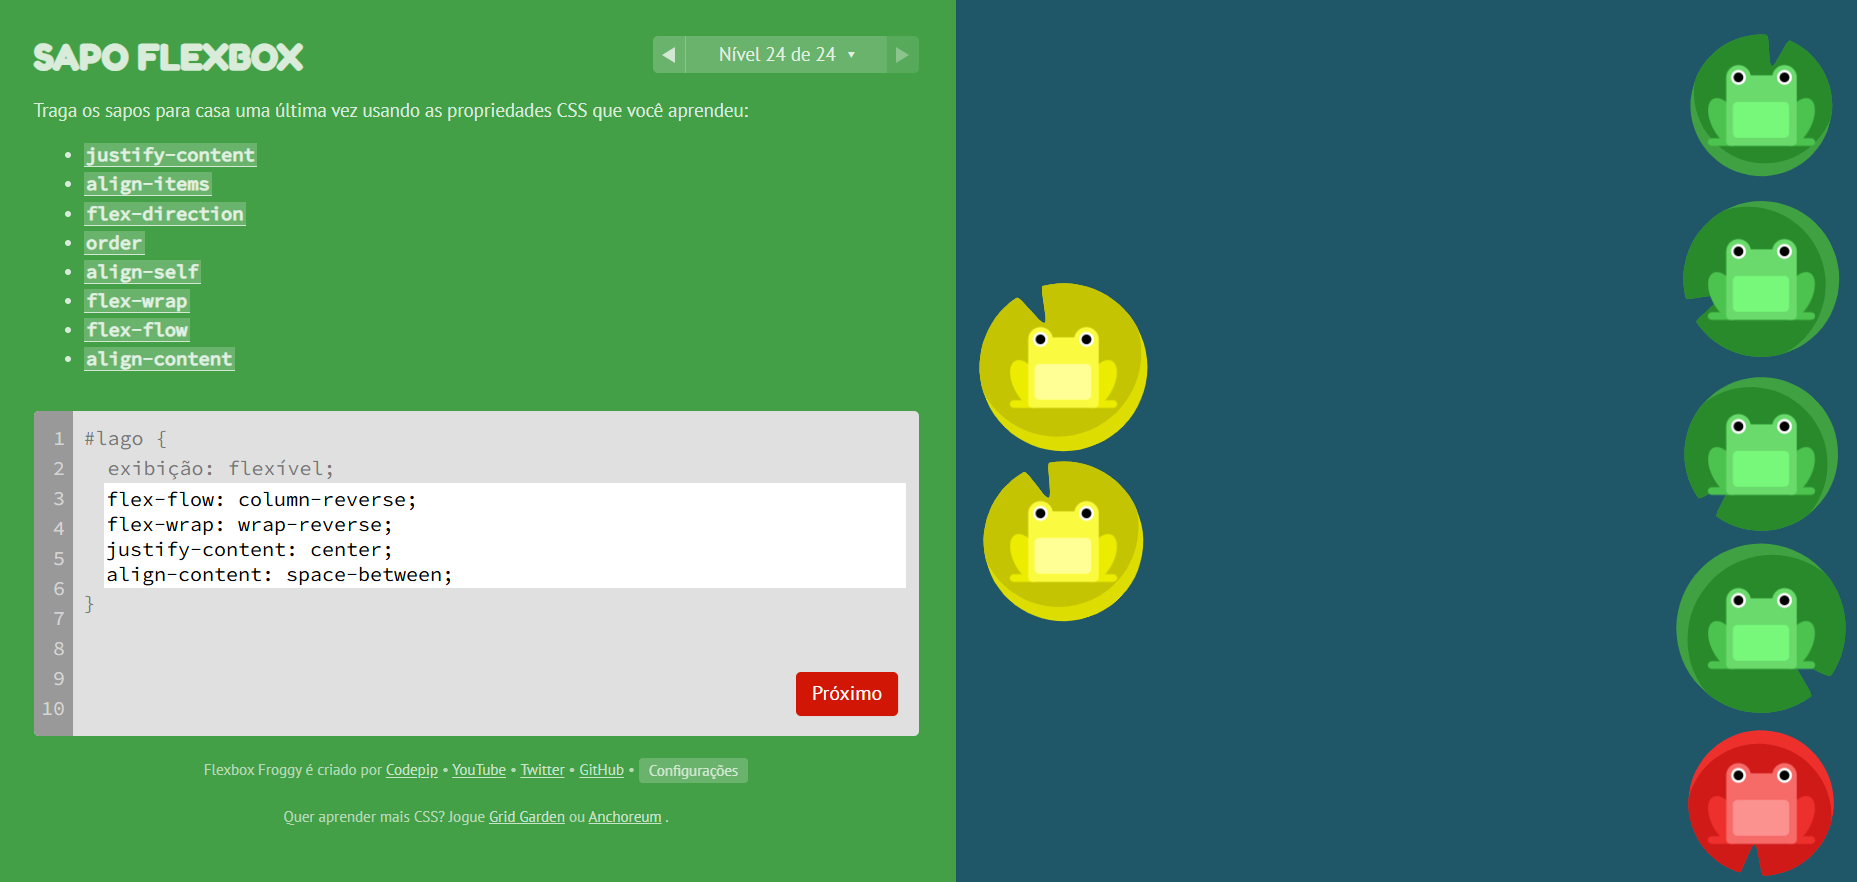 SAPO FLEXBOX
◀ Nível 24 de 24 ▼ ▶
Traga os sapos para casa uma última vez usando as propriedades CSS que você aprendeu:
• justify-content
• align-items
• flex-direction
• order
• align-self
• flex-wrap
• flex-flow
• align-content
1 #lago {
2 exibição: flexível;
3 flex-flow: column-reverse;
4 flex-wrap: wrap-reverse;
5 justify-content: center;
6 align-content: space-between;
7 }
8
9
10
Próximo
Flexbox Froggy é criado por Codepip • YouTube • Twitter • GitHub • Configurações
Quer aprender mais CSS? Jogue Grid Garden ou Anchoreum .